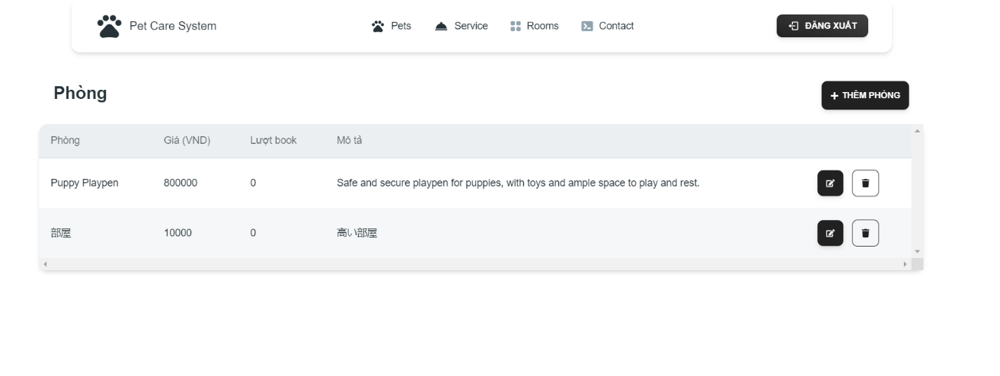 Pet Care System Pets Service Rooms Contact ĐĂNG XUẤT
Phòng THÊM PHÒNG
Phòng Giá (VND) Lượt book Mô tả
Puppy Playpen 800000 0 Safe and secure playpen for puppies, with toys and ample space to play and rest.
部屋 10000 0 高い部屋